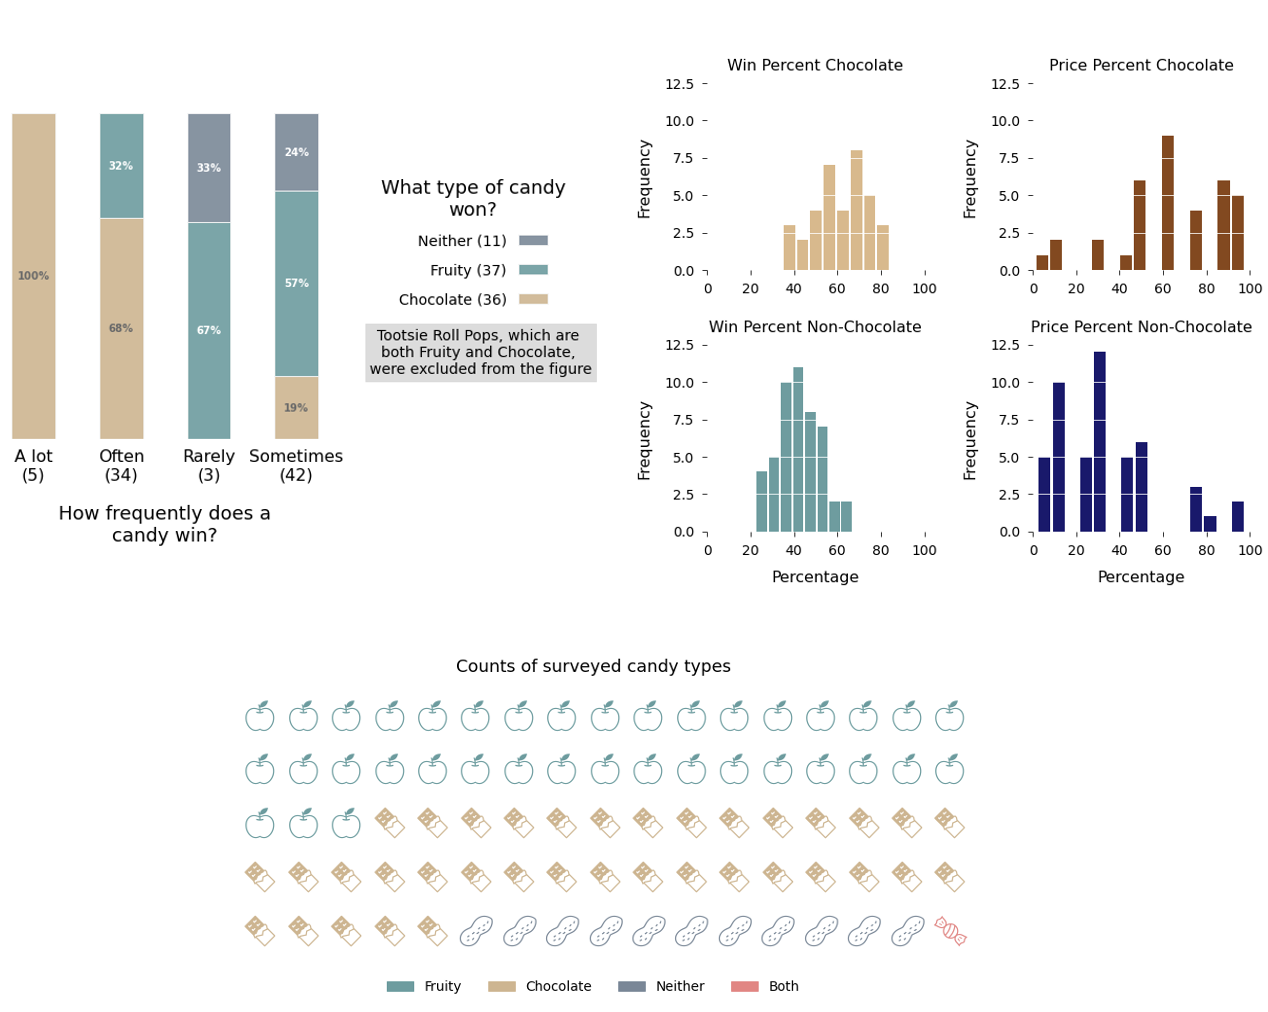 100%
A lot
(5)
32%
68%
Often
(34)
33%
67%
Rarely
(3)
24%
57%
19%
Sometimes
(42)
How frequently does a
candy win?
What type of candy
won?
Neither (11)
Fruity (37)
Chocolate (36)
Tootsie Roll Pops, which are
both Fruity and Chocolate,
were excluded from the figure
Win Percent Chocolate
Frequency
12.5
10.0
7.5
5.0
2.5
0.0
0 20 40 60 80 100
Price Percent Chocolate
Frequency
12.5
10.0
7.5
5.0
2.5
0.0
0 20 40 60 80 100
Win Percent Non-Chocolate
Frequency
12.5
10.0
7.5
5.0
2.5
0.0
0 20 40 60 80 100
Percentage
Price Percent Non-Chocolate
Frequency
12.5
10.0
7.5
5.0
2.5
0.0
0 20 40 60 80 100
Percentage
Counts of surveyed candy types
Fruity Chocolate Neither Both